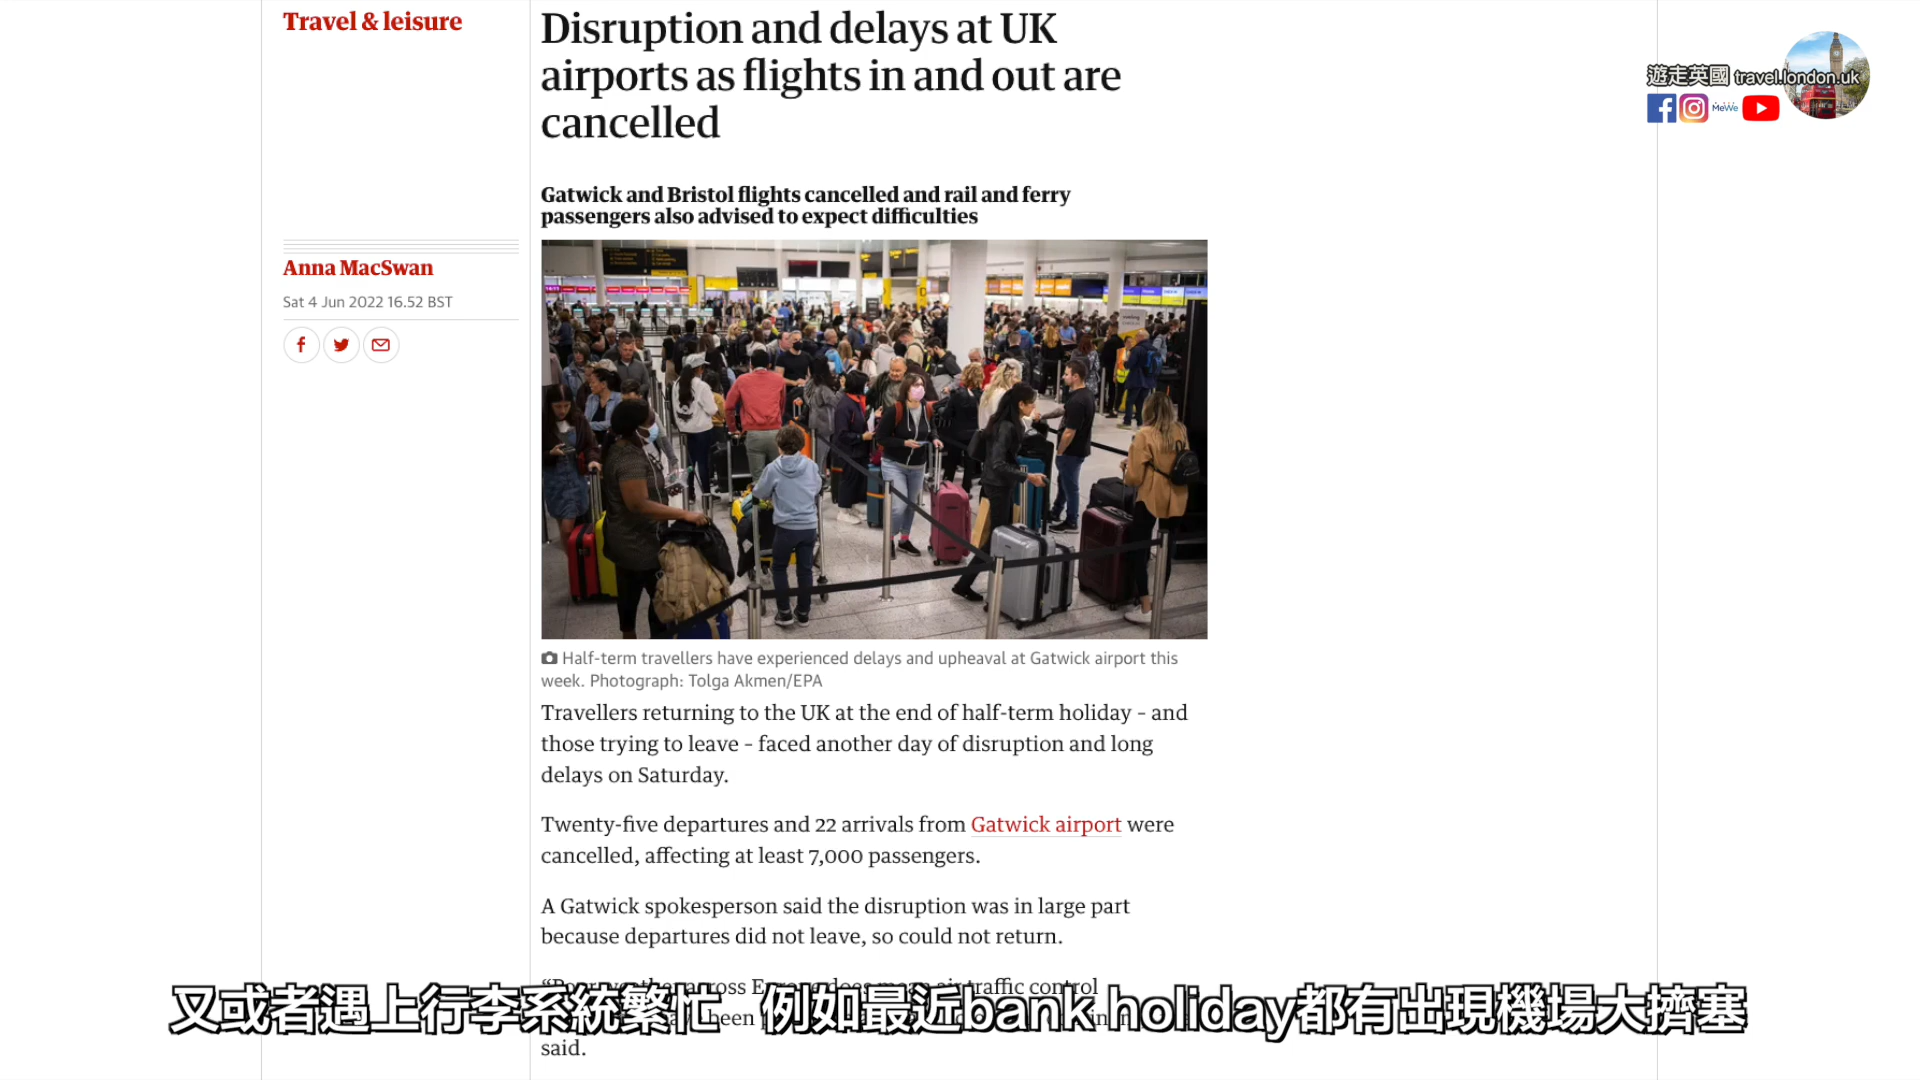 Travel & leisure
Disruption and delays at UK
airports as flights in and out are
cancelled
遊走英國 travel.london.uk
MeWe
Gatwick and Bristol flights cancelled and rail and ferry
passengers also advised to expect difficulties
Anna MacSwan
Sat 4 Jun 2022 16.52 BST
Half-term travellers have experienced delays and upheaval at Gatwick airport this
week. Photograph: Tolga Akmen/EPA
Travellers returning to the UK at the end of half-term holiday – and
those trying to leave – faced another day of disruption and long
delays on Saturday.
Twenty-five departures and 22 arrivals from Gatwick airport were
cancelled, affecting at least 7,000 passengers.
A Gatwick spokesperson said the disruption was in large part
because departures did not leave, so could not return.
traffic control
been
said.
又或者遇上行李系統繁忙 例如最近bank holiday都有出現機場大擠塞